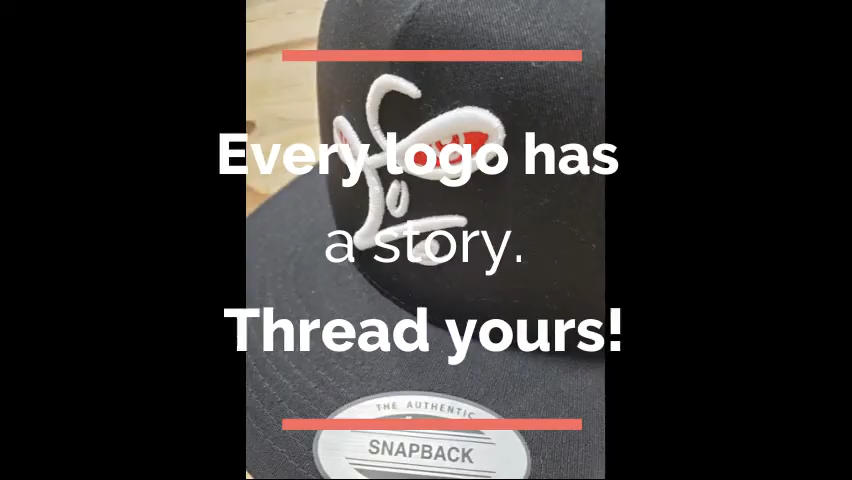 Every logo has
a story.
Thread yours!
THE AUTHENTIC
SNAPBACK